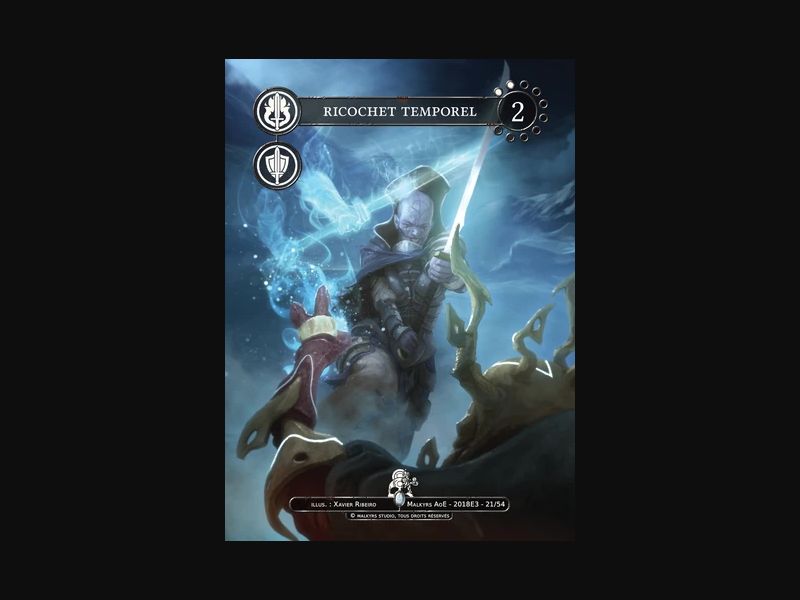 RICOCHET TEMPOREL
2
ILLUS. : XAVIER RIBEIRO MALKYRS AOE - 2018E3 - 21/54
© MALKYRS STUDIO, TOUS DROITS RÉSERVÉS